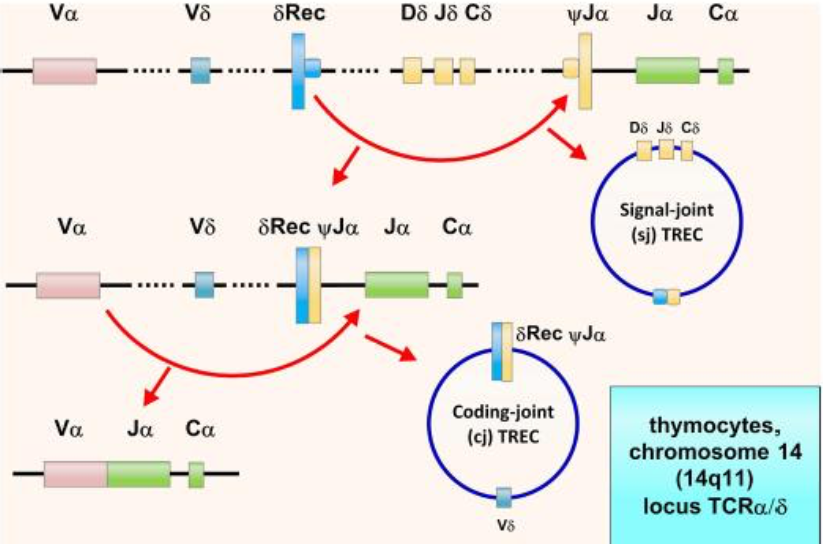 Vα Vδ δRec Dδ Jδ Cδ ψJα Jα Cα
Dδ Jδ Cδ
Signal-joint
(sj) TREC
Vα Vδ δRec ψJα Jα Cα
δRec ψJα
Coding-joint
(cj) TREC
Vδ
Vα Jα Cα
thymocytes,
chromosome 14
(14q11)
locus TCRα/δ